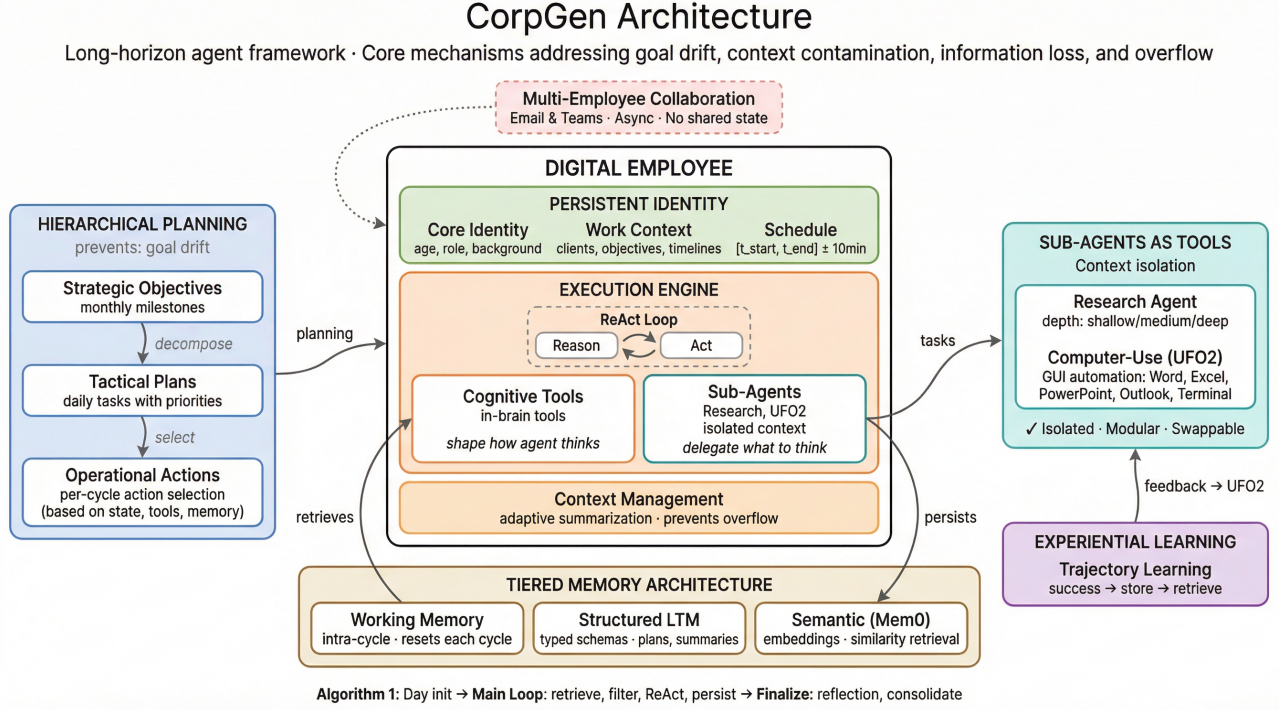 CorpGen Architecture
Long-horizon agent framework · Core mechanisms addressing goal drift, context contamination, information loss, and overflow
Multi-Employee Collaboration
Email & Teams · Async · No shared state
HIERARCHICAL PLANNING
prevents: goal drift
Strategic Objectives
monthly milestones
decompose
Tactical Plans
daily tasks with priorities
select
Operational Actions
per-cycle action selection
(based on state, tools, memory)
planning
DIGITAL EMPLOYEE
PERSISTENT IDENTITY
Core Identity
age, role, background
Work Context
clients, objectives, timelines
Schedule
[t_start, t_end] ± 10min
EXECUTION ENGINE
ReAct Loop
Reason
Act
Cognitive Tools
in-brain tools
shape how agent thinks
Sub-Agents
Research, UFO2
isolated context
delegate what to think
Context Management
adaptive summarization · prevents overflow
retrieves
persists
tasks
SUB-AGENTS AS TOOLS
Context isolation
Research Agent
depth: shallow/medium/deep
Computer-Use (UFO2)
GUI automation: Word, Excel,
PowerPoint, Outlook, Terminal
✓ Isolated · Modular · Swappable
feedback → UFO2
EXPERIENTIAL LEARNING
Trajectory Learning
success → store → retrieve
TIERED MEMORY ARCHITECTURE
Working Memory
intra-cycle · resets each cycle
Structured LTM
typed schemas · plans, summaries
Semantic (Mem0)
embeddings · similarity retrieval
Algorithm 1: Day init → Main Loop: retrieve, filter, ReAct, persist → Finalize: reflection, consolidate